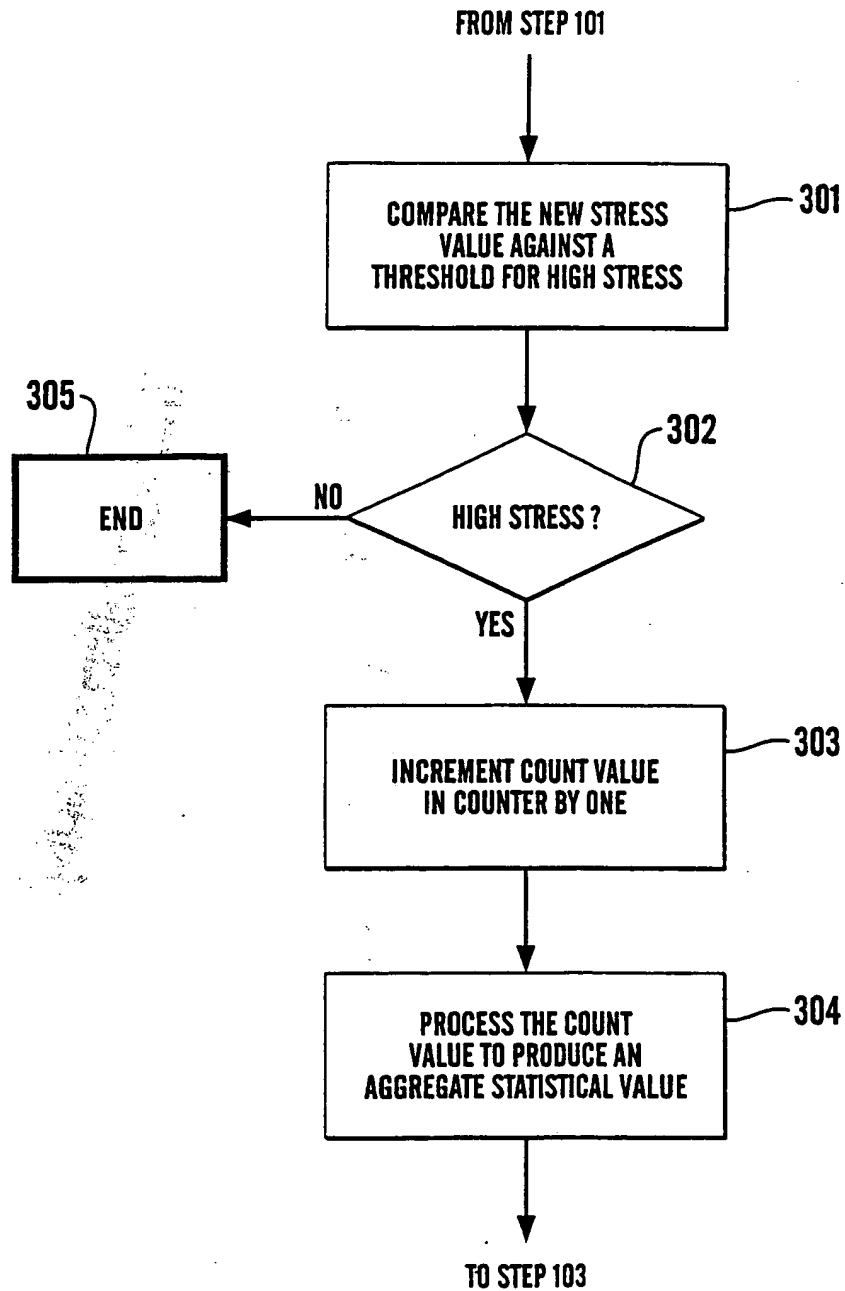 FROM STEP 101
COMPARE THE NEW STRESS
VALUE AGAINST A
THRESHOLD FOR HIGH STRESS
301
305
302
END
NO
HIGH STRESS ?
YES
INCREMENT COUNT VALUE
IN COUNTER BY ONE
303
PROCESS THE COUNT
VALUE TO PRODUCE AN
AGGREGATE STATISTICAL VALUE
304
TO STEP 103